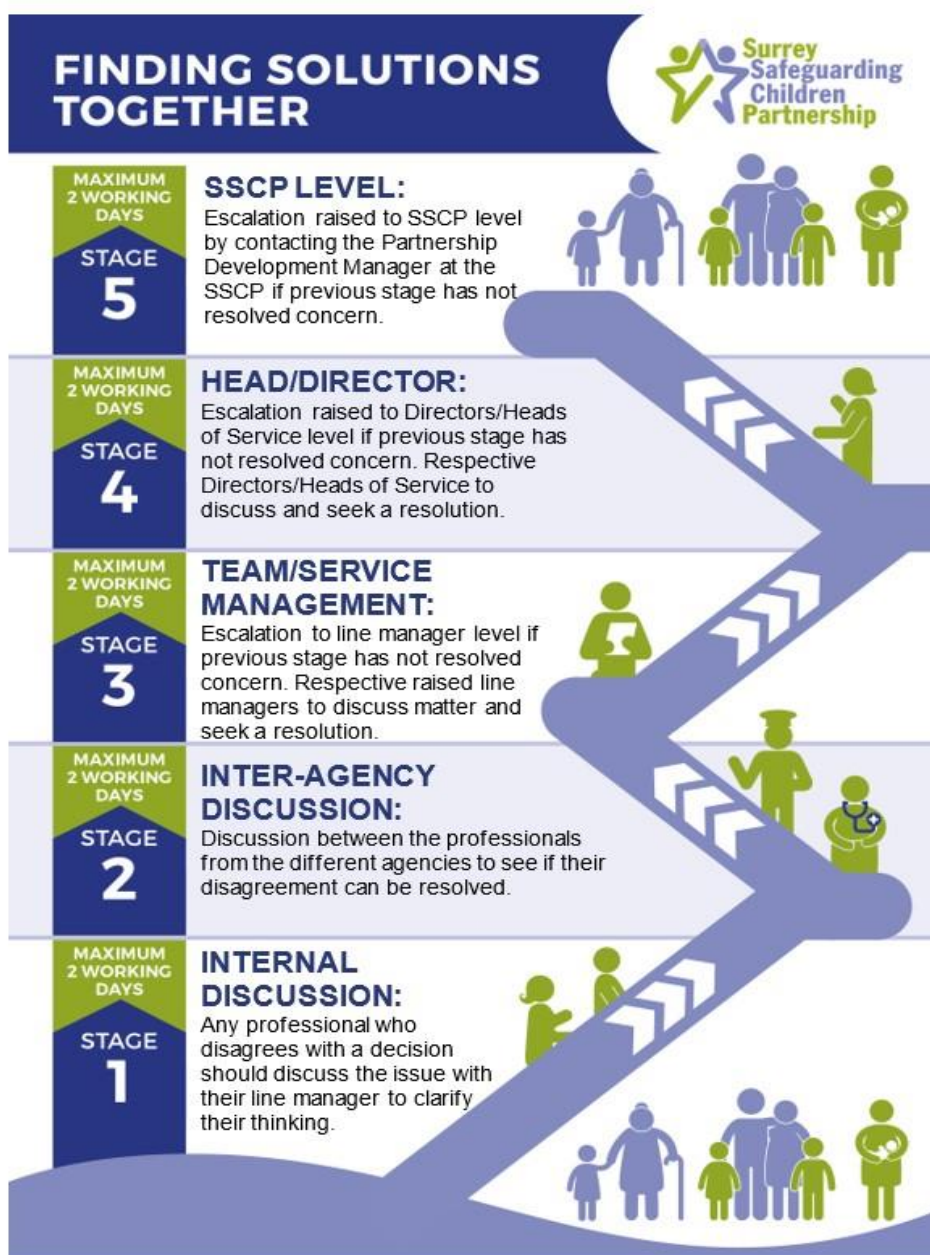 FINDING SOLUTIONS
TOGETHER
Surrey
Safeguarding
Children
Partnership
MAXIMUM
2 WORKING
DAYS
STAGE
5
SSCP LEVEL:
Escalation raised to SSCP level
by contacting the Partnership
Development Manager at the
SSCP if previous stage has not
resolved concern.
MAXIMUM
2 WORKING
DAYS
STAGE
4
HEAD/DIRECTOR:
Escalation raised to Directors/Heads
of Service level if previous stage has
not resolved concern. Respective
Directors/Heads of Service to
discuss and seek a resolution.
MAXIMUM
2 WORKING
DAYS
STAGE
3
TEAM/SERVICE
MANAGEMENT:
Escalation to line manager level if
previous stage has not resolved
concern. Respective raised line
managers to discuss matter and
seek a resolution.
MAXIMUM
2 WORKING
DAYS
STAGE
2
INTER-AGENCY
DISCUSSION:
Discussion between the professionals
from the different agencies to see if their
disagreement can be resolved.
MAXIMUM
2 WORKING
DAYS
STAGE
1
INTERNAL
DISCUSSION:
Any professional who
disagrees with a decision
should discuss the issue with
their line manager to clarify
their thinking.